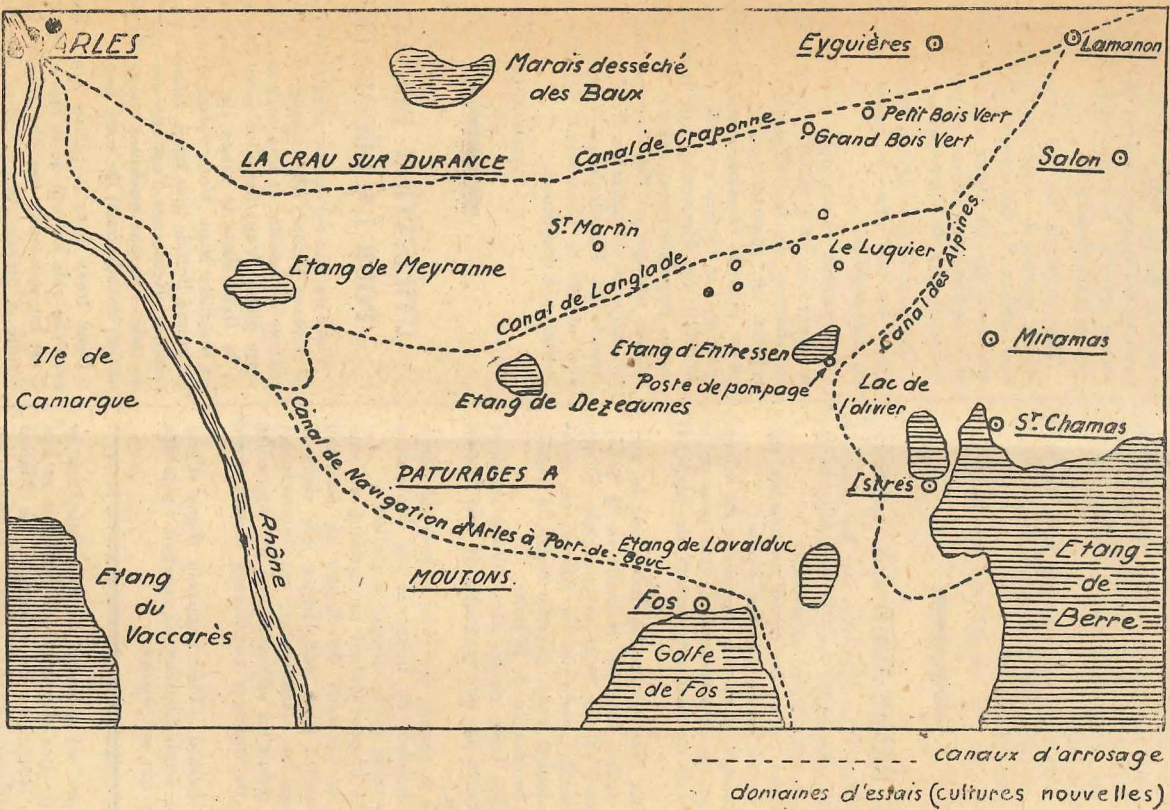 ARLES
Marais desséché
des Baux
Eyguières
Lamanon
Petit Bois Vert
Grand Bois Vert
Canal de Craponne
LA CRAU SUR DURANCE
Salon
St Martin
Le Luquier
Canal des Alpines
Etang de Meyranne
Canal de Langlade
Miramas
Ile de
Camargue
Etang d'Entressen
Poste de pompage
Etang de Dezeaumes
Lac de
l'olivier
St Chamas
Istres
PATURAGES A
MOUTONS.
Canal de Navigation d'Arles à Port-de-Bouc
Etang de Lavalduc
Rhône
Etang
du
Vaccarès
Fos
Golfe
de Fos
Etang
de
Berre
canaux d'arrosage
domaines d'essais (cultures nouvelles)